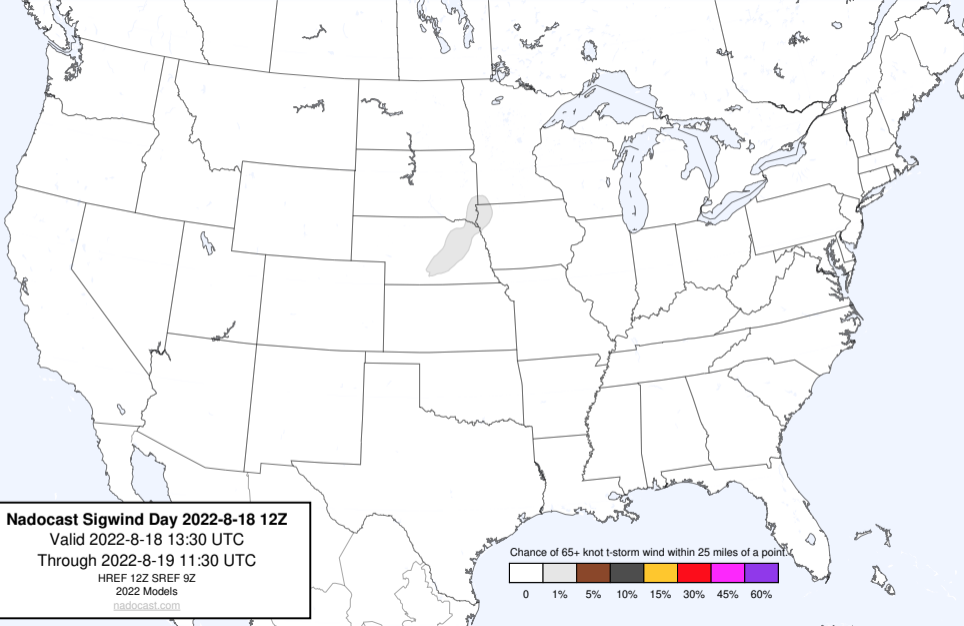 Nadocast Sigwind Day 2022-8-18 12Z
Valid 2022-8-18 13:30 UTC
Through 2022-8-19 11:30 UTC
HREF 12Z SREF 9Z
2022 Models
nadocast.com
Chance of 65+ knot t-storm wind within 25 miles of a point.
0 1% 5% 10% 15% 30% 45% 60%